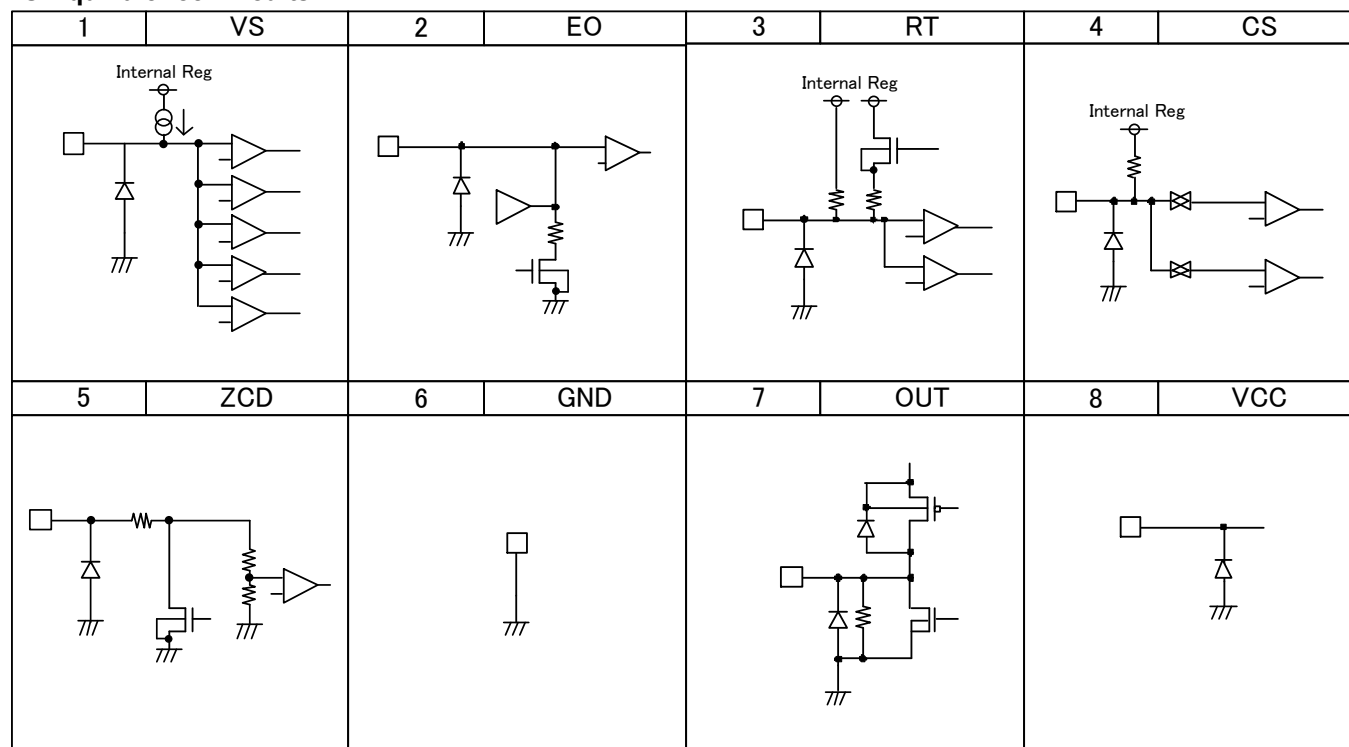 1 VS 2 EO 3 RT 4 CS
Internal Reg
Internal Reg
Internal Reg
5 ZCD 6 GND 7 OUT 8 VCC